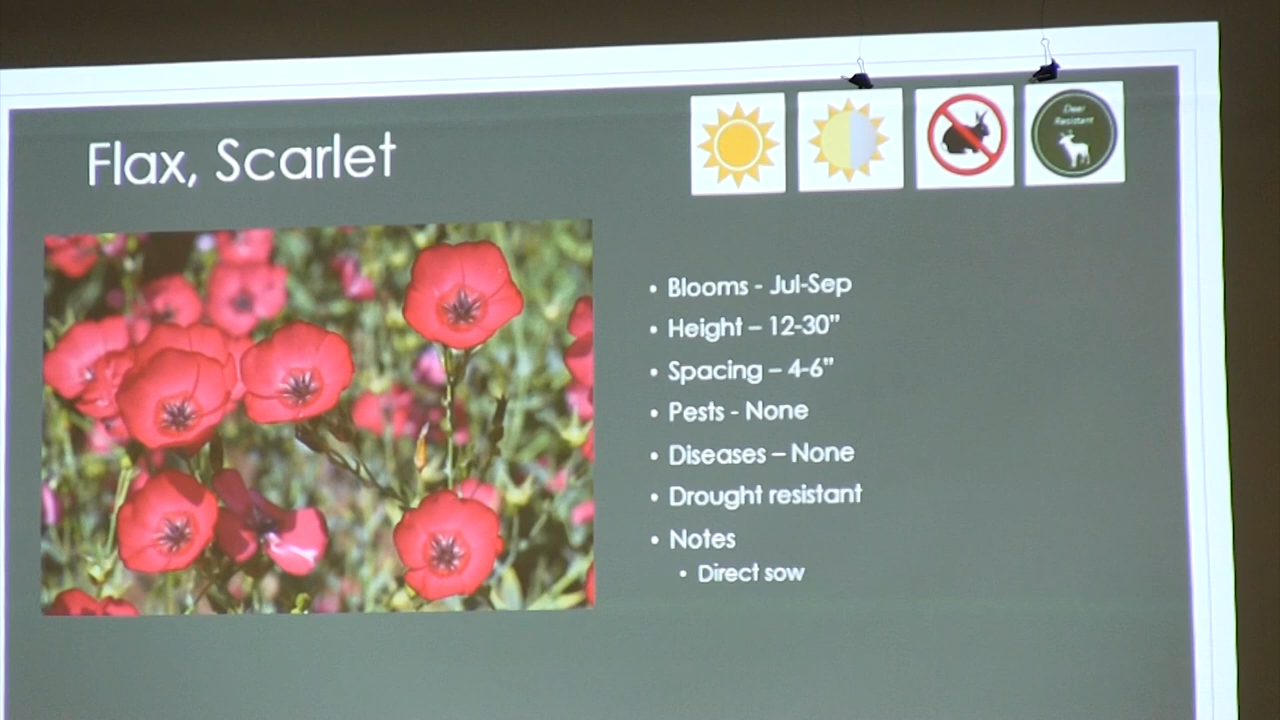 Flax, Scarlet
Deer
Resistant
• Blooms - Jul-Sep
• Height – 12-30”
• Spacing – 4-6”
• Pests - None
• Diseases – None
• Drought resistant
• Notes
• Direct sow